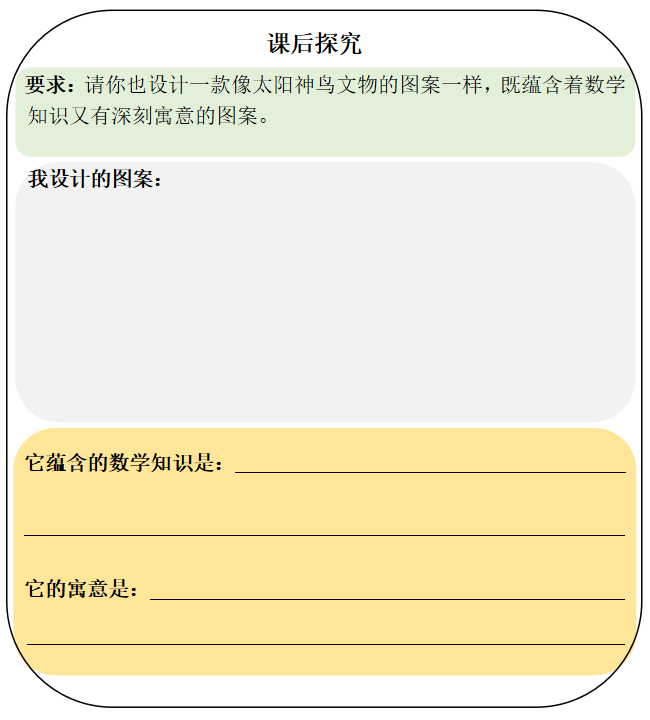 课后探究
要求：请你也设计一款像太阳神鸟文物的图案一样，既蕴含着数学
知识又有深刻寓意的图案。
我设计的图案：
它蕴含的数学知识是：
它的寓意是：